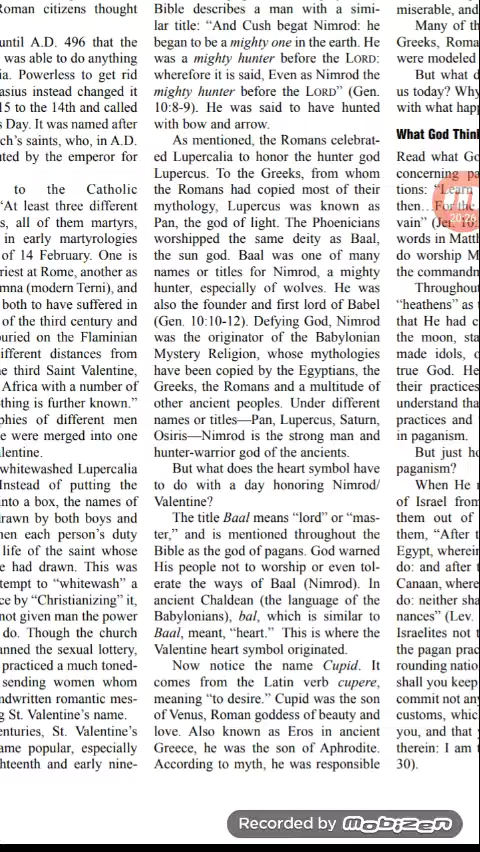 Roman citizens thought
until A.D. 496 that the
was able to do anything
ia. Powerless to get rid
asius instead changed it
15 to the 14th and called
s Day. It was named after
ch's saints, who, in A.D.
uted by the emperor for
to the Catholic
"At least three different
s, all of them martyrs,
in early martyrologies
of 14 February. One is
riest at Rome, another as
mna (modern Terni), and
both to have suffered in
of the third century and
uried on the Flaminian
ifferent distances from
e third Saint Valentine,
Africa with a number of
thing is further known."
phies of different men
e were merged into one
lentine.
whitewashed Lupercalia
Instead of putting the
into a box, the names of
rawn by both boys and
hen each person's duty
life of the saint whose
e had drawn. This was
tempt to "whitewash" a
ce by "Christianizing" it,
not given man the power
do. Though the church
anned the sexual lottery,
practiced a much toned-
sending women whom
ndwritten romantic mes-
g St. Valentine's name.
enturies, St. Valentine's
ame popular, especially
hteenth and early nine-
Bible describes a man with a simi-
lar title: "And Cush begat Nimrod: he
began to be a mighty one in the earth. He
was a mighty hunter before the LORD:
wherefore it is said, Even as Nimrod the
mighty hunter before the LORD" (Gen.
10:8-9). He was said to have hunted
with bow and arrow.
As mentioned, the Romans celebrat-
ed Lupercalia to honor the hunter god
Lupercus. To the Greeks, from whom
the Romans had copied most of their
mythology, Lupercus was known as
Pan, the god of light. The Phoenicians
worshipped the same deity as Baal,
the sun god. Baal was one of many
names or titles for Nimrod, a mighty
hunter, especially of wolves. He was
also the founder and first lord of Babel
(Gen. 10:10-12). Defying God, Nimrod
was the originator of the Babylonian
Mystery Religion, whose mythologies
have been copied by the Egyptians, the
Greeks, the Romans and a multitude of
other ancient peoples. Under different
names or titles—Pan, Lupercus, Saturn,
Osiris—Nimrod is the strong man and
hunter-warrior god of the ancients.
But what does the heart symbol have
to do with a day honoring Nimrod/
Valentine?
The title Baal means "lord" or "mas-
ter," and is mentioned throughout the
Bible as the god of pagans. God warned
His people not to worship or even tol-
erate the ways of Baal (Nimrod). In
ancient Chaldean (the language of the
Babylonians), bal, which is similar to
Baal, meant, "heart." This is where the
Valentine heart symbol originated.
Now notice the name Cupid. It
comes from the Latin verb cupere,
meaning "to desire." Cupid was the son
of Venus, Roman goddess of beauty and
love. Also known as Eros in ancient
Greece, he was the son of Aphrodite.
According to myth, he was responsible
miserable, and
Many of th
Greeks, Roma
were modeled
But what d
us today? Why
with what happ
What God Thin
Read what Go
concerning pa
tions: "Learn
then...For the
vain" (Jer. 10:
words in Matth
do worship M
the commandm
Throughout
"heathens" as
that He had c
the moon, sta
made idols, o
true God. He
their practices
understand tha
practices and
in paganism.
But just ho
paganism?
When He
of Israel from
them out of
them, "After t
Egypt, wherein
do: and after t
Canaan, where
do: neither sha
nances" (Lev.
Israelites not t
the pagan prac
rounding natio
shall you keep
commit not any
customs, whic
you, and that y
therein: I am t
30).
20:26
Recorded by Mobizen